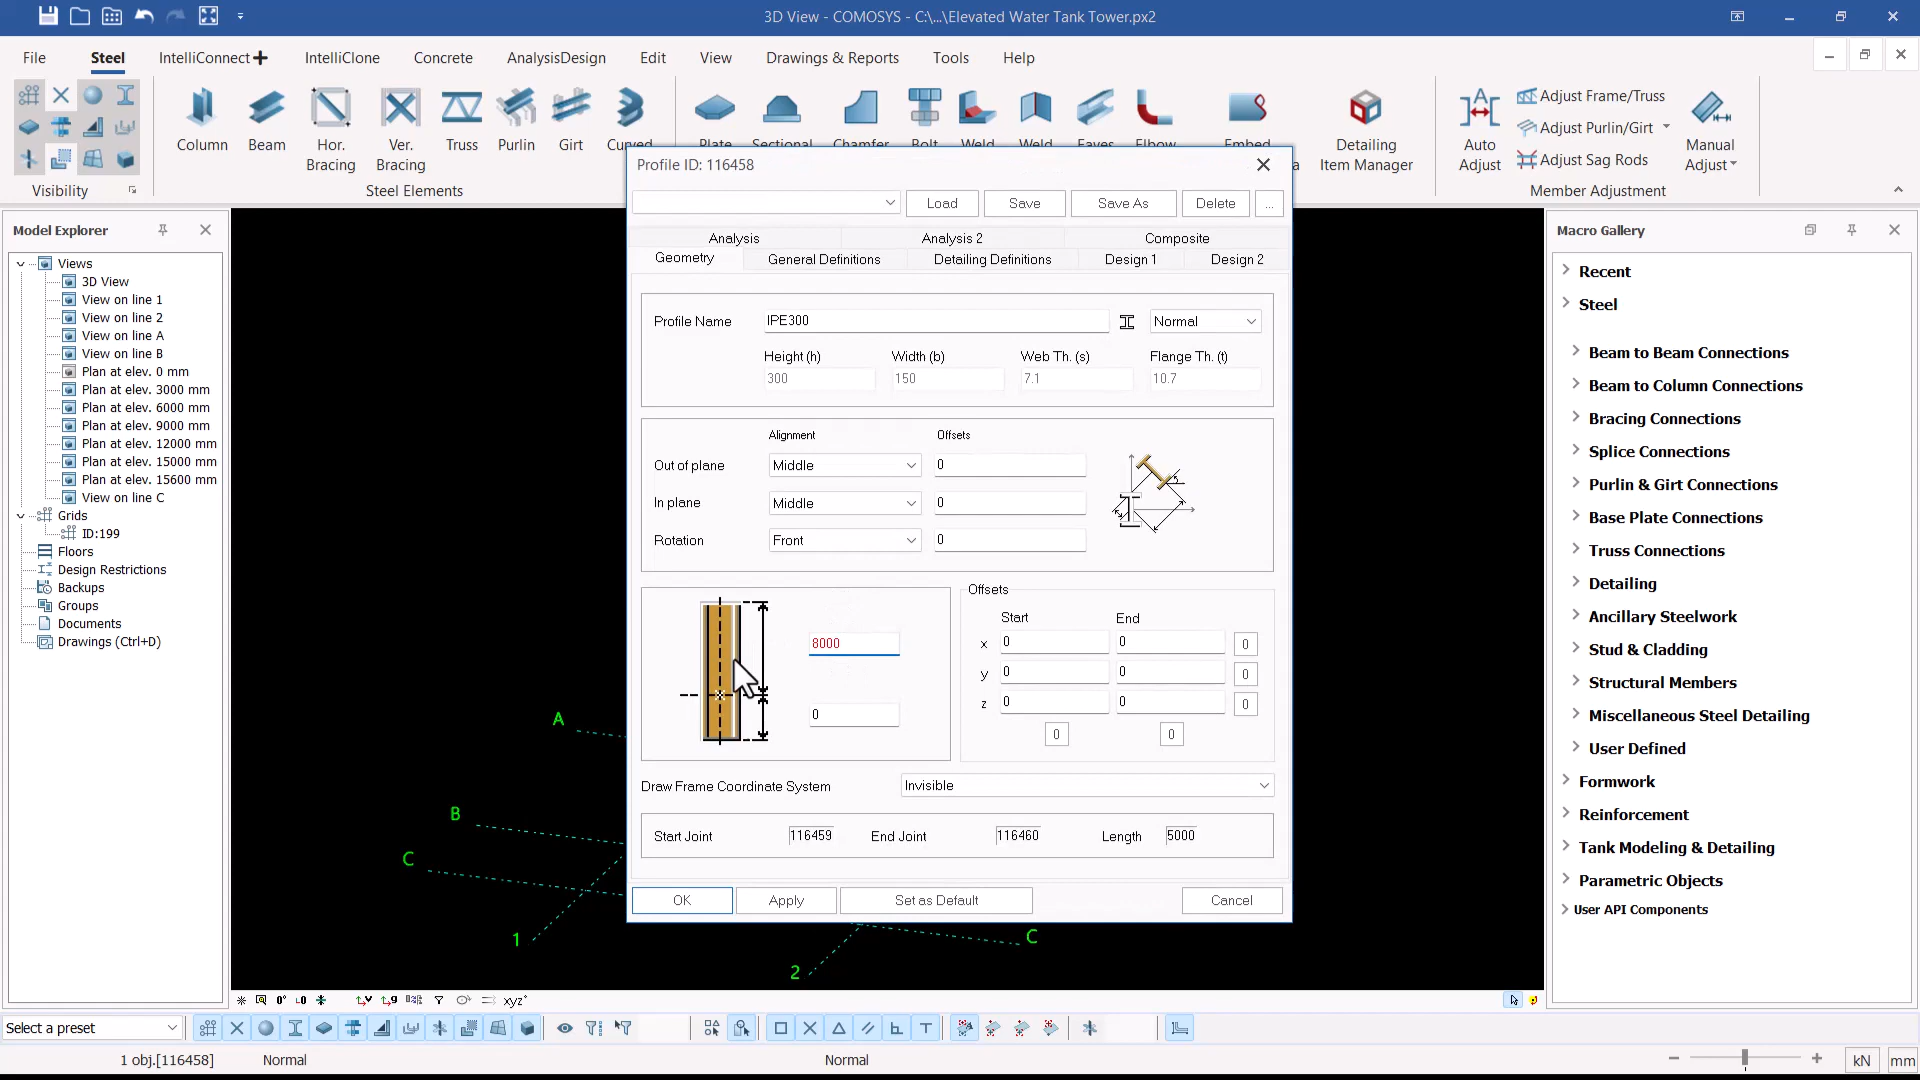 3D View - COMOSYS - C:\...\Elevated Water Tank Tower.px2
File
Steel
IntelliConnect
IntelliClone
Concrete
AnalysisDesign
Edit
View
Drawings & Reports
Tools
Help
Column
Beam
Hor. Bracing
Ver. Bracing
Truss
Purlin
Girt
Curved
Plate
Sectional
Chamfer
Bolt
Weld
Weld
Eaves
Elbow
Embed
Detailing Item Manager
Auto Adjust
Adjust Frame/Truss
Adjust Purlin/Girt
Adjust Sag Rods
Manual Adjust
Visibility
Steel Elements
Member Adjustment
Model Explorer
Views
3D View
View on line 1
View on line 2
View on line A
View on line B
Plan at elev. 0 mm
Plan at elev. 3000 mm
Plan at elev. 6000 mm
Plan at elev. 9000 mm
Plan at elev. 12000 mm
Plan at elev. 15000 mm
Plan at elev. 15600 mm
View on line C
Grids
ID:199
Floors
Design Restrictions
Backups
Groups
Documents
Drawings (Ctrl+D)
A
B
C
1
2
C
Profile ID: 116458
Load
Save
Save As
Delete
...
Analysis
Analysis 2
Composite
Geometry
General Definitions
Detailing Definitions
Design 1
Design 2
Profile Name
IPE300
Normal
Height (h)
Width (b)
Web Th. (s)
Flange Th. (t)
300
150
7.1
10.7
Alignment
Offsets
Out of plane
Middle
0
In plane
Middle
0
Rotation
Front
0
8000
0
Offsets
Start
End
x
0
0
0
y
0
0
0
z
0
0
0
0
0
Draw Frame Coordinate System
Invisible
Start Joint
116459
End Joint
116460
Length
5000
OK
Apply
Set as Default
Cancel
Macro Gallery
Recent
Steel
Beam to Beam Connections
Beam to Column Connections
Bracing Connections
Splice Connections
Purlin & Girt Connections
Base Plate Connections
Truss Connections
Detailing
Ancillary Steelwork
Stud & Cladding
Structural Members
Miscellaneous Steel Detailing
User Defined
Formwork
Reinforcement
Tank Modeling & Detailing
Parametric Objects
User API Components
xyz
Select a preset
1 obj.[116458]
Normal
Normal
kN
mm